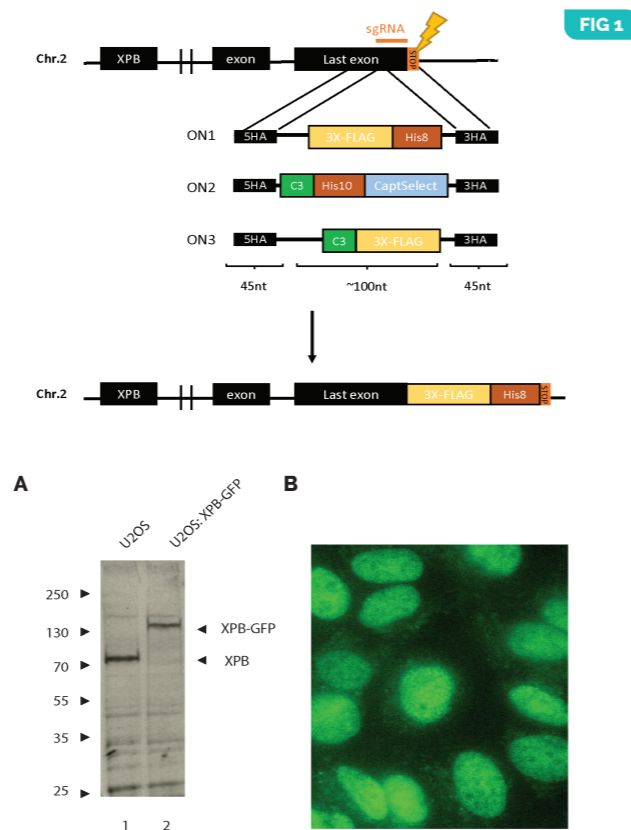 FIG 1
sgRNA
Chr.2 XPB exon Last exon STOP
5HA 3HA
ON1 3X-FLAG His8
5HA 3HA
ON2 C3 His10 CaptSelect
5HA 3HA
ON3 C3 3X-FLAG
5HA 3HA
45nt ~100nt 45nt
Chr.2 XPB exon Last exon 3X-FLAG His8 STOP
A
U2OS
U2OS: XPB-GFP
250
130
70
55
35
25
XPB-GFP
XPB
1 2
B